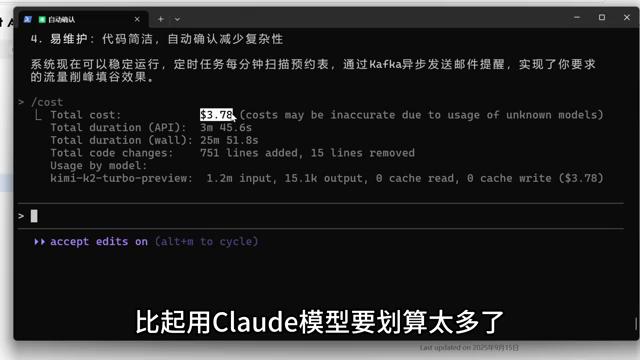 自动确认
4. 易维护：代码简洁，自动确认减少复杂性
系统现在可以稳定运行，定时任务每分钟扫描预约表，通过Kafka异步发送邮件提醒，实现了你要求
的流量削峰填谷效果。
> /cost
Total cost: $3.78 (costs may be inaccurate due to usage of unknown models)
Total duration (API): 3m 45.6s
Total duration (wall): 25m 51.8s
Total code changes: 751 lines added, 15 lines removed
Usage by model:
kimi-k2-turbo-preview: 1.2m input, 15.1k output, 0 cache read, 0 cache write ($3.78)
>
accept edits on (alt+m to cycle)
比起用Claude模型要划算太多了
Last updated on 2025年9月15日